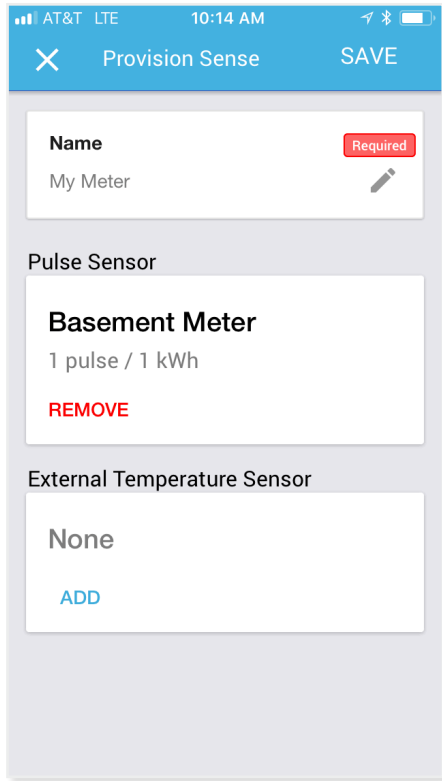 AT&T LTE 10:14 AM
Provision Sense SAVE
Name Required
My Meter
Pulse Sensor
Basement Meter
1 pulse / 1 kWh
REMOVE
External Temperature Sensor
None
ADD